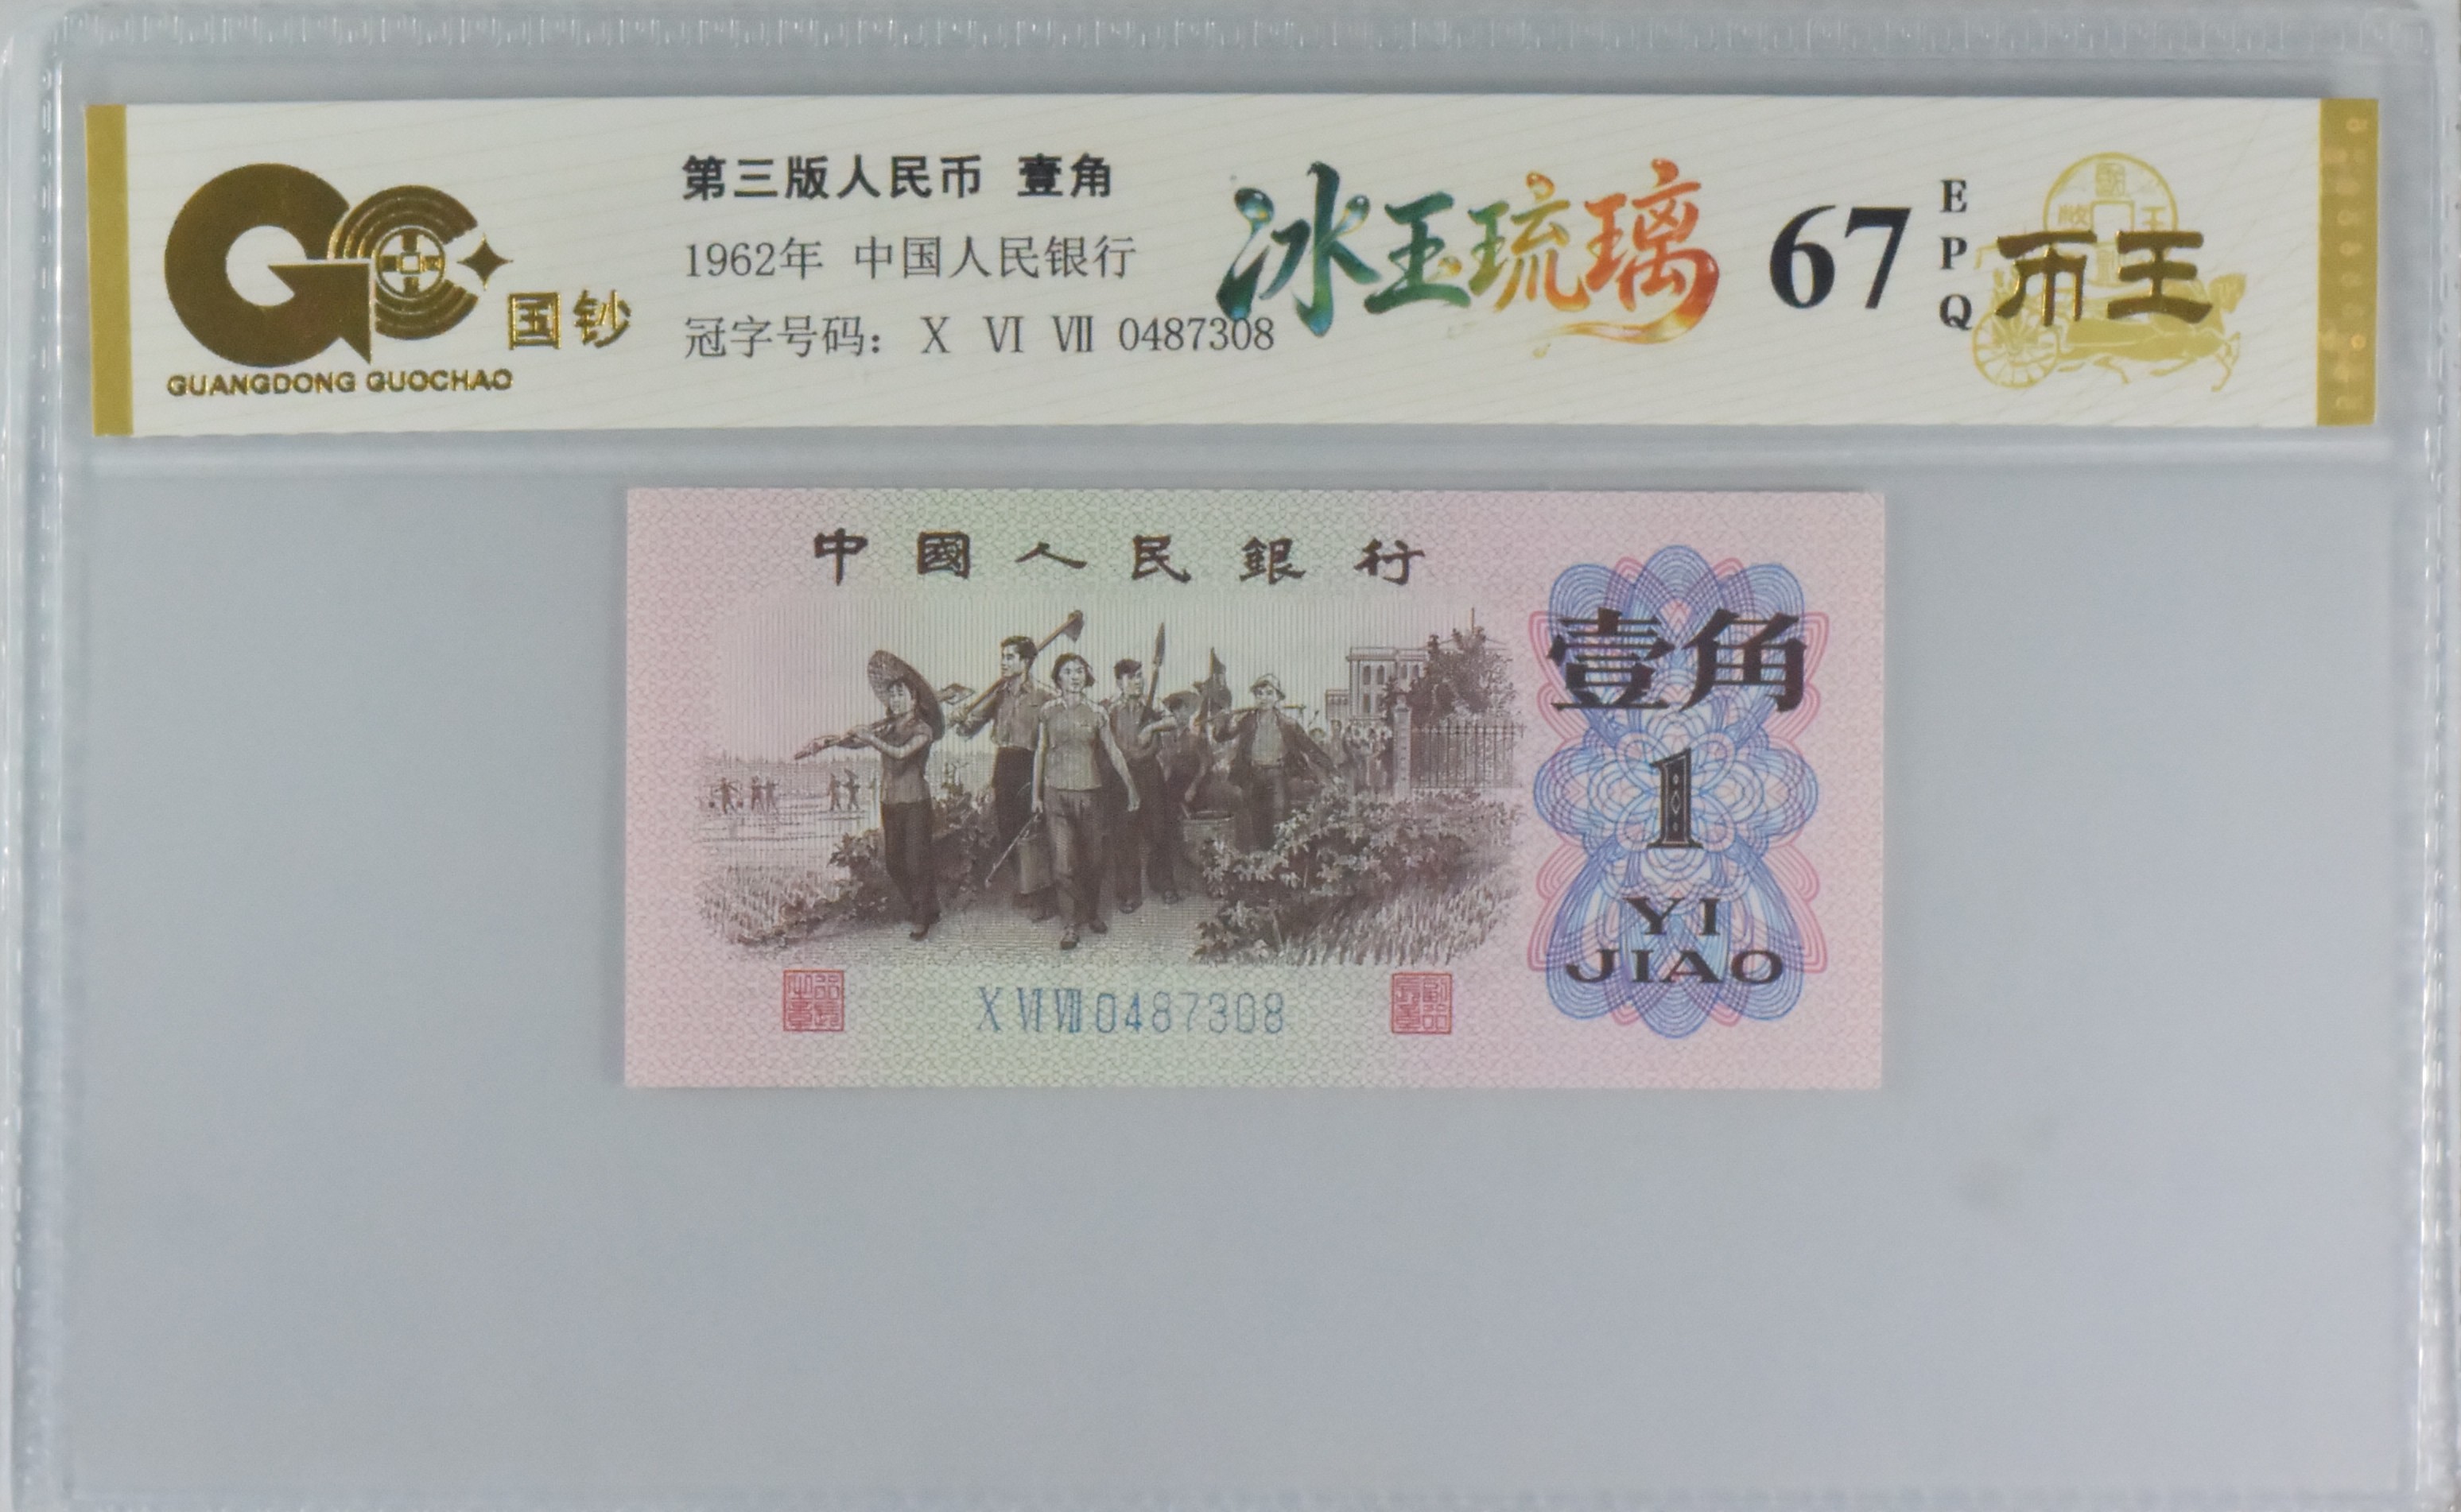 GUANGDONG GUOCHAO
国钞
第三版人民币 壹角
1962年 中国人民银行
冠字号码: Ⅹ Ⅵ Ⅶ 0487308
冰玉琉璃
67
EPQ
币王
中國人民銀行
壹角
1
YI
JIAO
Ⅹ Ⅵ Ⅶ 0487308